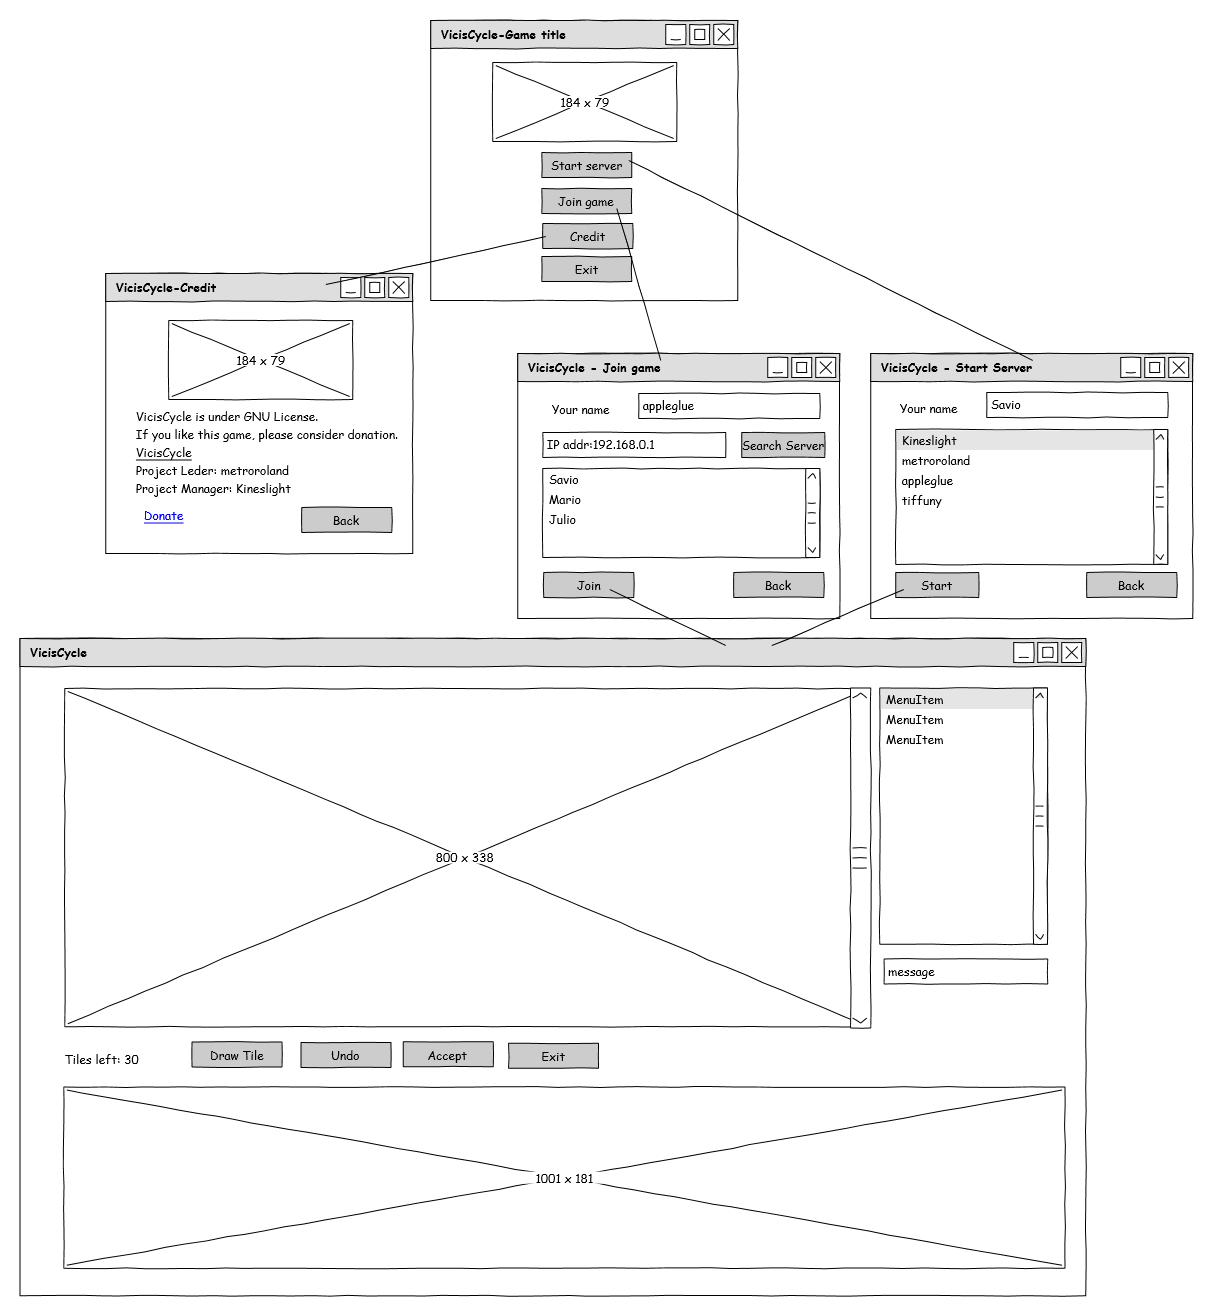 VicisCycle-Game title
184 x 79
Start server
Join game
Credit
Exit
VicisCycle-Credit
184 x 79
VicisCycle is under GNU License.
If you like this game, please consider donation.
VicisCycle
Project Leder: metroroland
Project Manager: Kineslight
Donate
Back
VicisCycle - Join game
Your name
appleglue
IP addr:192.168.0.1
Search Server
Savio
Mario
Julio
Join
Back
VicisCycle - Start Server
Your name
Savio
Kineslight
metroroland
appleglue
tiffuny
Start
Back
VicisCycle
800 x 338
MenuItem
MenuItem
MenuItem
message
Tiles left: 30
Draw Tile
Undo
Accept
Exit
1001 x 181